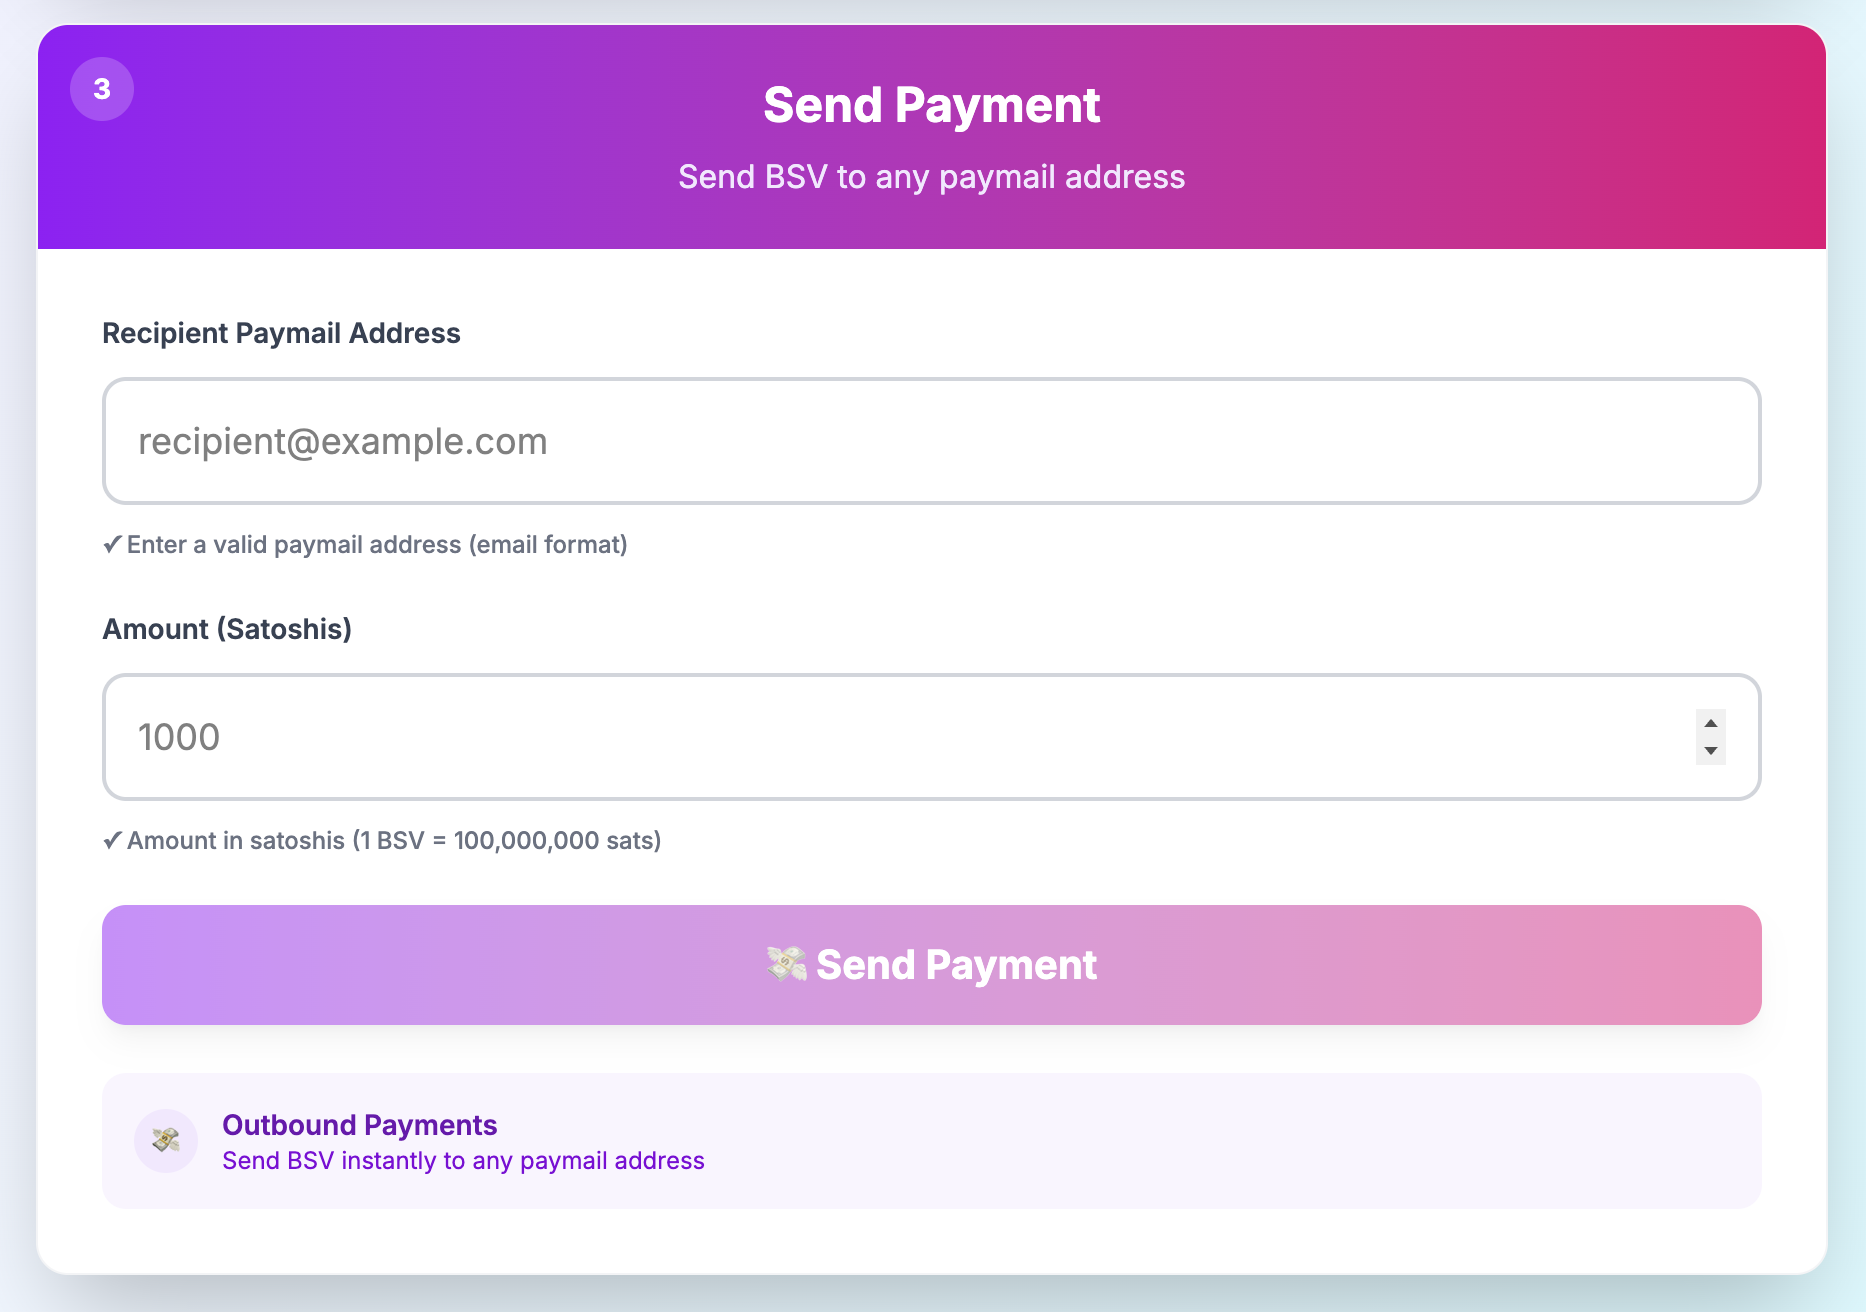 3
Send Payment
Send BSV to any paymail address
Recipient Paymail Address
recipient@example.com
✓ Enter a valid paymail address (email format)
Amount (Satoshis)
1000
✓ Amount in satoshis (1 BSV = 100,000,000 sats)
💸 Send Payment
💸
Outbound Payments
Send BSV instantly to any paymail address